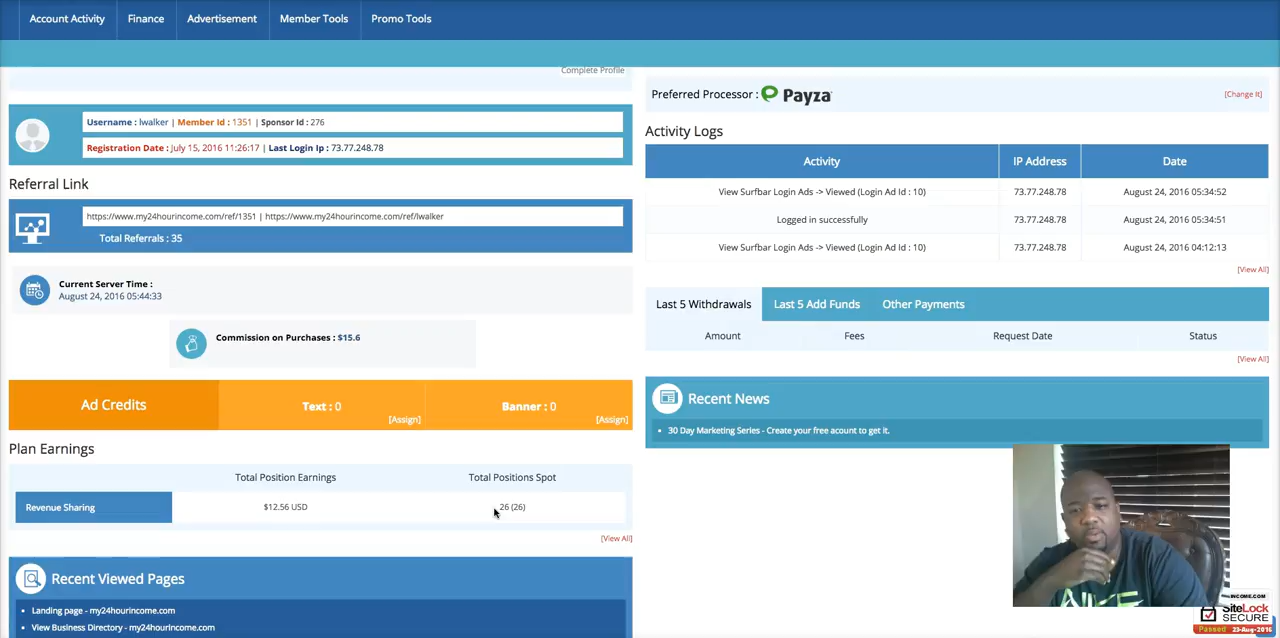 Account Activity
Finance
Advertisement
Member Tools
Promo Tools
Complete Profile
Username : lwalker | Member Id : 1351 | Sponsor Id : 276
Registration Date : July 15, 2016 11:26:17 | Last Login Ip : 73.77.248.78
Referral Link
https://www.my24hourincome.com/ref/1351 | https://www.my24hourincome.com/ref/lwalker
Total Referrals : 35
Current Server Time :
August 24, 2016 05:44:33
Commission on Purchases : $15.6
Ad Credits
Text : 0
[Assign]
Banner : 0
[Assign]
Plan Earnings
Total Position Earnings
Total Positions Spot
Revenue Sharing
$12.56 USD
26 (26)
[View All]
Recent Viewed Pages
Landing page - my24hourincome.com
View Business Directory - my24hourincome.com
Preferred Processor : Payza
[Change It]
Activity Logs
Activity
IP Address
Date
View Surfbar Login Ads -> Viewed (Login Ad Id : 10)
73.77.248.78
August 24, 2016 05:34:52
Logged in successfully
73.77.248.78
August 24, 2016 05:34:51
View Surfbar Login Ads -> Viewed (Login Ad Id : 10)
73.77.248.78
August 24, 2016 04:12:13
[View All]
Last 5 Withdrawals
Last 5 Add Funds
Other Payments
Amount
Fees
Request Date
Status
[View All]
Recent News
30 Day Marketing Series - Create your free acount to get it.
SiteLock
SECURE
Passed 23-Aug-2016